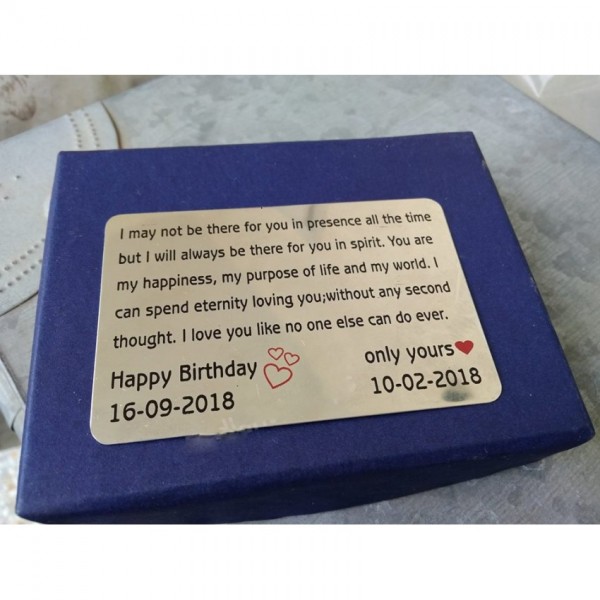 I may not be there for you in presence all the time
but I will always be there for you in spirit. You are
my happiness, my purpose of life and my world. I
can spend eternity loving you;without any second
thought. I love you like no one else can do ever.
Happy Birthday
16-09-2018
only yours
10-02-2018